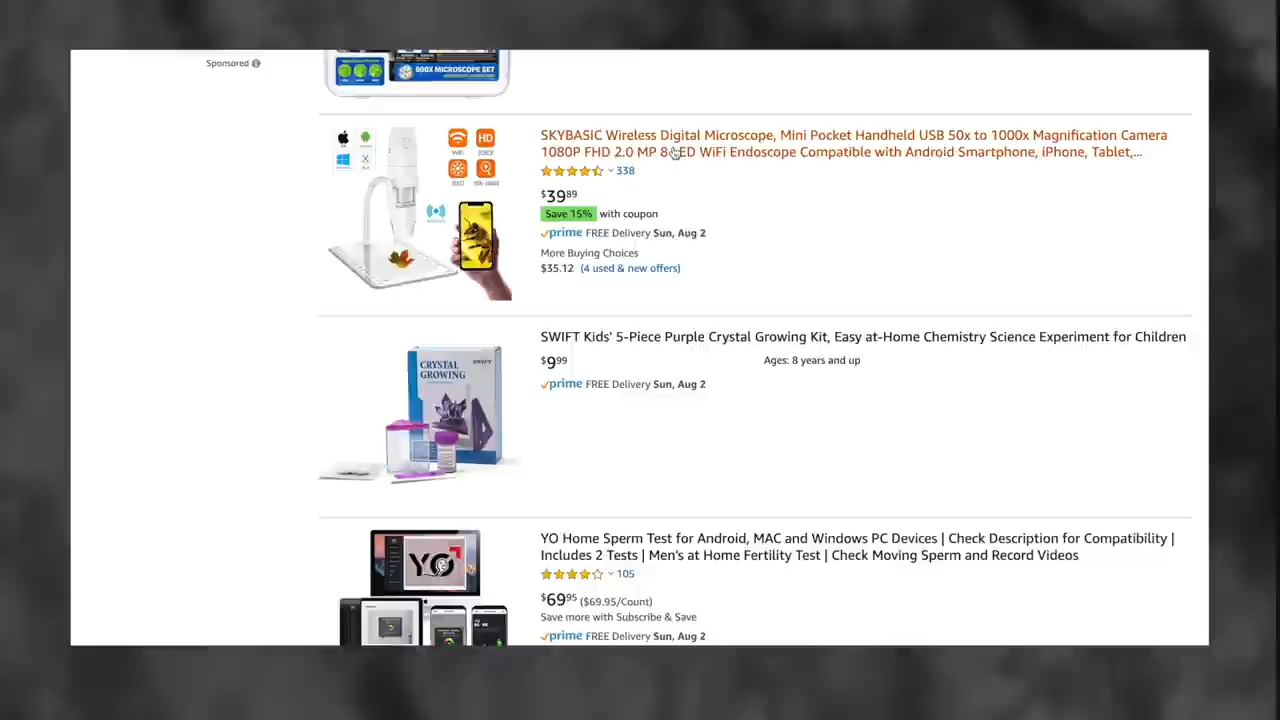 Sponsored
900X MICROSCOPE SET
SKYBASIC Wireless Digital Microscope, Mini Pocket Handheld USB 50x to 1000x Magnification Camera
1080P FHD 2.0 MP 8 ED WiFi Endoscope Compatible with Android Smartphone, iPhone, Tablet,...
338
$39.89
Save 15% with coupon
prime FREE Delivery Sun, Aug 2
More Buying Choices
$35.12 (4 used & new offers)
WiFi
HD
SWIFT Kids' 5-Piece Purple Crystal Growing Kit, Easy at-Home Chemistry Science Experiment for Children
$9.99
Ages: 8 years and up
prime FREE Delivery Sun, Aug 2
CRYSTAL
GROWING
SWIFT
YO Home Sperm Test for Android, MAC and Windows PC Devices | Check Description for Compatibility |
Includes 2 Tests | Men's at Home Fertility Test | Check Moving Sperm and Record Videos
105
$69.95 ($69.95/Count)
Save more with Subscribe & Save
prime FREE Delivery Sun, Aug 2
YO